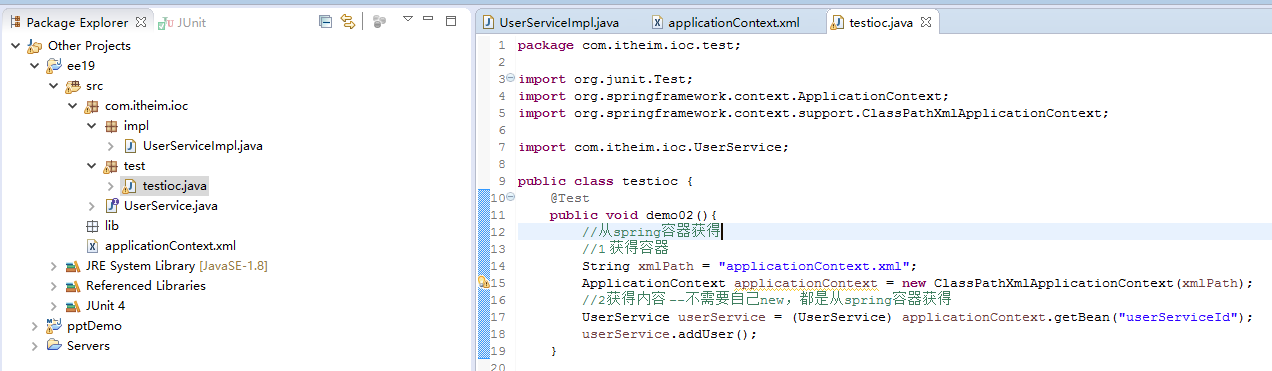 Package Explorer
JUnit
Other Projects
ee19
src
com.itheim.ioc
impl
UserServiceImpl.java
test
testioc.java
UserService.java
lib
applicationContext.xml
JRE System Library [JavaSE-1.8]
Referenced Libraries
JUnit 4
pptDemo
Servers
UserServiceImpl.java
applicationContext.xml
testioc.java
1 package com.itheim.ioc.test;
2
3 import org.junit.Test;
4 import org.springframework.context.ApplicationContext;
5 import org.springframework.context.support.ClassPathXmlApplicationContext;
6
7 import com.itheim.ioc.UserService;
8
9 public class testioc {
10 @Test
11 public void demo02(){
12 //从spring容器获得
13 //1 获得容器
14 String xmlPath = "applicationContext.xml";
15 ApplicationContext applicationContext = new ClassPathXmlApplicationContext(xmlPath);
16 //2获得内容 --不需要自己new，都是从spring容器获得
17 UserService userService = (UserService) applicationContext.getBean("userServiceId");
18 userService.addUser();
19 }
20